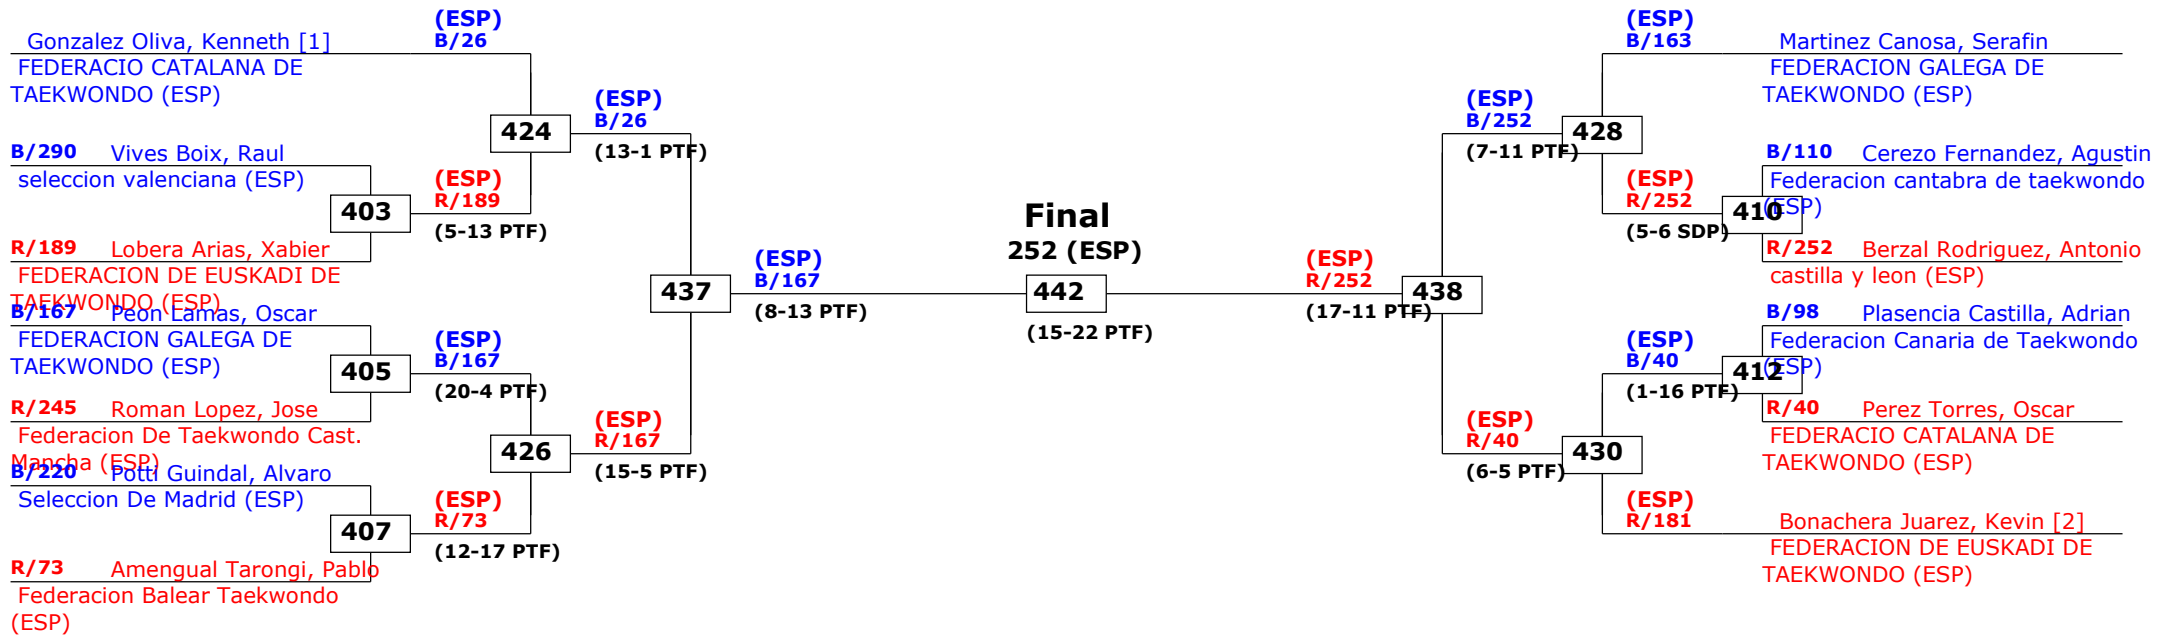 (ESP)
Gonzalez Oliva, Kenneth [1] B/26
FEDERACIO CATALANA DE
TAEKWONDO (ESP)
(ESP)
424 B/26
(13-1 PTF)
B/290 Vives Boix, Raul
seleccion valenciana (ESP)
(ESP)
403 R/189
(5-13 PTF)
R/189 Lobera Arias, Xabier
FEDERACION DE EUSKADI DE
TAEKWONDO (ESP)
(ESP)
437 B/167
(8-13 PTF)
B/167 Peon Lamas, Oscar
FEDERACION GALEGA DE
TAEKWONDO (ESP)
(ESP)
405 B/167
(20-4 PTF)
R/245 Roman Lopez, Jose
Federacion De Taekwondo Cast.
Mancha (ESP)
(ESP)
426 R/167
(15-5 PTF)
B/220 Potti Guindal, Alvaro
Seleccion De Madrid (ESP)
(ESP)
407 R/73
(12-17 PTF)
R/73 Amengual Tarongi, Pablo
Federacion Balear Taekwondo
(ESP)
Final
252 (ESP)
442
(15-22 PTF)
(ESP)
B/163 Martinez Canosa, Serafin
FEDERACION GALEGA DE
TAEKWONDO (ESP)
(ESP)
B/252 428
(7-11 PTF)
B/110 Cerezo Fernandez, Agustin
Federacion cantabra de taekwondo
(ESP)
(ESP)
R/252 410
(5-6 SDP)
R/252 Berzal Rodriguez, Antonio
castilla y leon (ESP)
(ESP)
R/252 438
(17-11 PTF)
B/98 Plasencia Castilla, Adrian
Federacion Canaria de Taekwondo
(ESP)
(ESP)
B/40 412
(1-16 PTF)
R/40 Perez Torres, Oscar
FEDERACIO CATALANA DE
TAEKWONDO (ESP)
(ESP)
R/40 430
(6-5 PTF)
(ESP)
R/181 Bonachera Juarez, Kevin [2]
FEDERACION DE EUSKADI DE
TAEKWONDO (ESP)